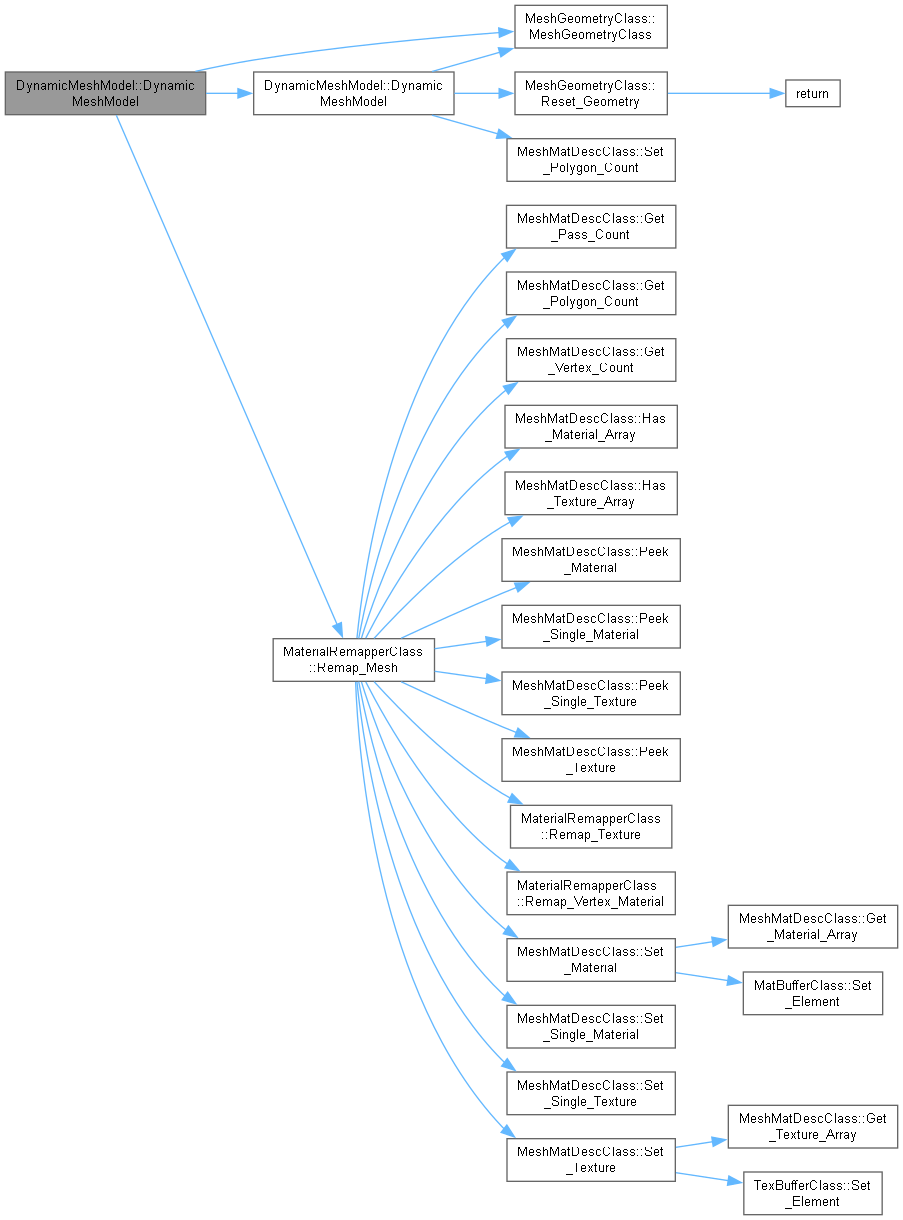 MeshGeometryClass::
MeshGeometryClass
DynamicMeshModel::Dynamic
MeshModel
DynamicMeshModel::Dynamic
MeshModel
MeshGeometryClass::
Reset_Geometry
return
MeshMatDescClass::Set
_Polygon_Count
MeshMatDescClass::Get
_Pass_Count
MeshMatDescClass::Get
_Polygon_Count
MeshMatDescClass::Get
_Vertex_Count
MeshMatDescClass::Has
_Material_Array
MeshMatDescClass::Has
_Texture_Array
MeshMatDescClass::Peek
_Material
MeshMatDescClass::Peek
_Single_Material
MaterialRemapperClass
::Remap_Mesh
MeshMatDescClass::Peek
_Single_Texture
MeshMatDescClass::Peek
_Texture
MaterialRemapperClass
::Remap_Texture
MaterialRemapperClass
::Remap_Vertex_Material
MeshMatDescClass::Set
_Material
MeshMatDescClass::Get
_Material_Array
MatBufferClass::Set
_Element
MeshMatDescClass::Set
_Single_Material
MeshMatDescClass::Set
_Single_Texture
MeshMatDescClass::Set
_Texture
MeshMatDescClass::Get
_Texture_Array
TexBufferClass::Set
_Element